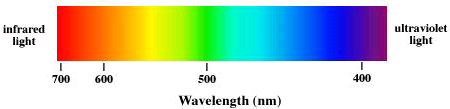 infrared
light
ultraviolet
light
700 600 500 400
Wavelength (nm)